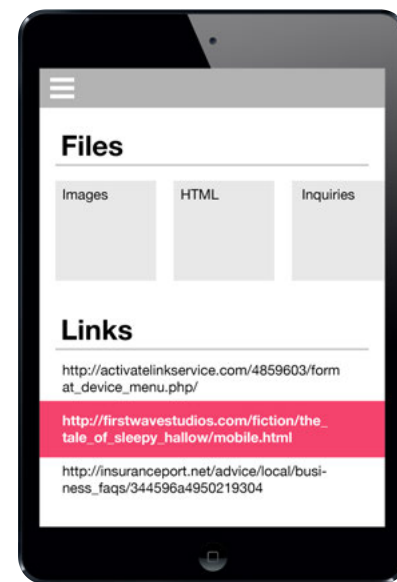 Files
Images HTML Inquiries
Links
http://activatelinkservice.com/4859603/form
at_device_menu.php/
http://firstwavestudios.com/fiction/the_
tale_of_sleepy_hallow/mobile.html
http://insuranceport.net/advice/local/busi-
ness_faqs/344596a4950219304